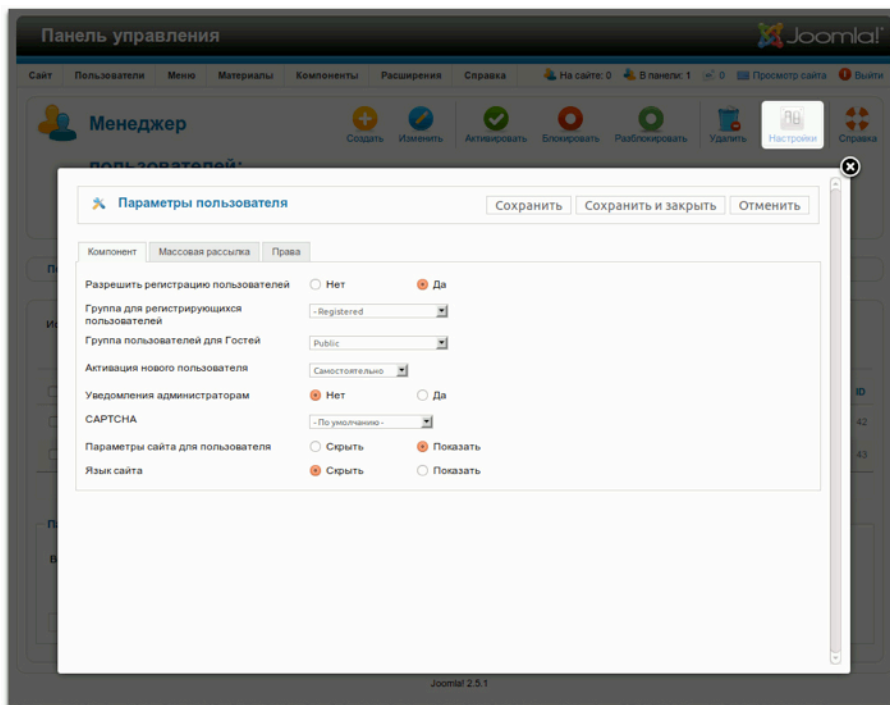 Панель управления
Joomla!
Сайт Пользователи Меню Материалы Компоненты Расширения Справка На сайте: 0 В панели: 1 0 Просмотр сайта Выйти
Менеджер
пользователей:
Создать Изменить Активировать Блокировать Разблокировать Удалить Настройки Справка
Параметры пользователя
Сохранить Сохранить и закрыть Отменить
Компонент Массовая рассылка Права
Разрешить регистрацию пользователей Нет Да
Группа для регистрирующихся
пользователей
- Registered
Группа пользователей для Гостей Public
Активация нового пользователя Самостоятельно
Уведомления администраторам Нет Да
CAPTCHA - По умолчанию -
Параметры сайта для пользователя Скрыть Показать
Язык сайта Скрыть Показать
ID
42
43
Joomla! 2.5.1